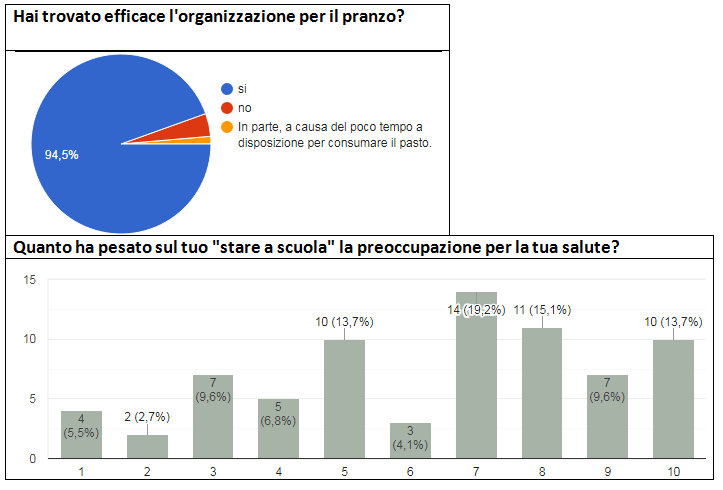 Hai trovato efficace l'organizzazione per il pranzo?
si
no
In parte, a causa del poco tempo a
disposizione per consumare il pasto.
94,5%
Quanto ha pesato sul tuo "stare a scuola" la preoccupazione per la tua salute?
15
10
5
0
4
(5,5%)
2 (2,7%)
7
(9,6%)
5
(6,8%)
10 (13,7%)
3
(4,1%)
14 (19,2%)
11 (15,1%)
7
(9,6%)
10 (13,7%)
1 2 3 4 5 6 7 8 9 10